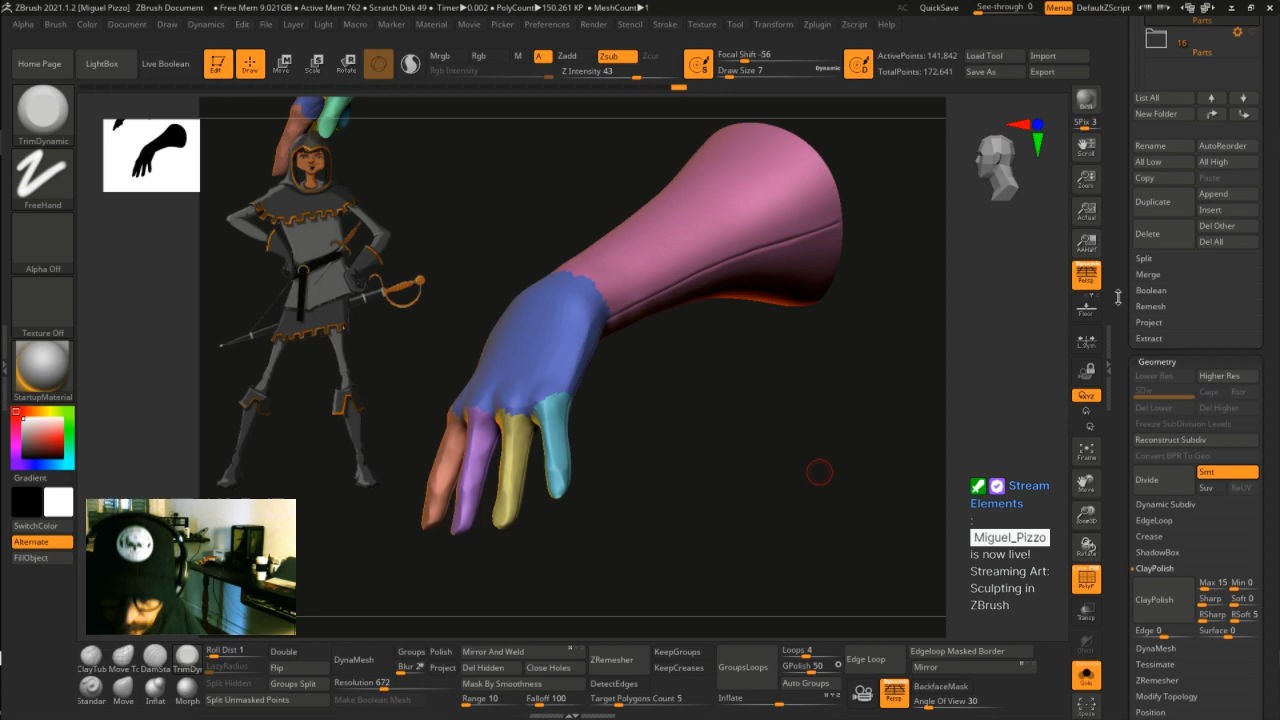 ZBrush 2021.1.2 [Miguel Pizzo] ZBrush Document • Free Mem 9.021GB • Active Mem 762 • Scratch Disk 49 • Timer▶0.002 • PolyCount▶150.261 KP • MeshCount▶1 AC QuickSave See-through 0 Menus DefaultZScript
Alpha Brush Color Document Draw Dynamics Edit File Layer Light Macro Marker Material Movie Picker Preferences Render Stencil Stroke Texture Tool Transform Zplugin Zscript Help
Home Page LightBox Live Boolean Edit Draw Move Scale Rotate
Mrgb Rgb M A Zadd Zsub Zcut
Rgb Intensity Z Intensity 43
Focal Shift -56
Draw Size 7 Dynamic
ActivePoints: 141,842
TotalPoints: 172,641
Load Tool Import
Save As Export
TrimDynamic
FreeHand
Alpha Off
Texture Off
StartupMaterial
Gradient
SwitchColor
Alternate
FillObject
BPR
SPix 3
Scroll
Zoom
Actual
AAHalf
Dynamic
Persp
Floor
L.Sym
Frame
Move
Zoom3D
Rotate
PolyF
Transp
Solo
Parts
16
Parts
List All
New Folder
Rename AutoReorder
All Low All High
Copy Paste
Duplicate Append
Insert
Delete Del Other
Del All
Split
Merge
Boolean
Remesh
Project
Extract
Geometry
Lower Res Higher Res
SDiv Cage Rstr
Del Lower Del Higher
Freeze SubDivision Levels
Reconstruct Subdiv
Convert BPR To Geo
Divide Smt
Suv ReUV
Dynamic Subdiv
EdgeLoop
Crease
ShadowBox
ClayPolish
ClayPolish Max 15 Min 0
Sharp Soft 0
RSharp RSoft 5
Edge 0 Surface 0
DynaMesh
Tessimate
ZRemesher
Modify Topology
Position
Stream
Elements
:
Miguel_Pizzo
is now live!
Streaming Art:
Sculpting in
ZBrush
ClayTub Move To DamSta TrimDy
Standar Move Inflat Morph
Roll Dist 1 Double
LazyRadius Flip
Split Hidden Groups Split
Split Unmasked Points
DynaMesh Groups Polish
Blur 2 Project
Resolution 672
Make Boolean Mesh
Mirror And Weld
Del Hidden Close Holes
Mask By Smoothness
Range 10 Falloff 100
ZRemesher KeepGroups
KeepCreases
DetectEdges
Target Polygons Count 5
GroupsLoops Loops 4
GPolish 50
Auto Groups
Inflate
Edge Loop Edgeloop Masked Border
Mirror
BackfaceMask
Angle Of View 30